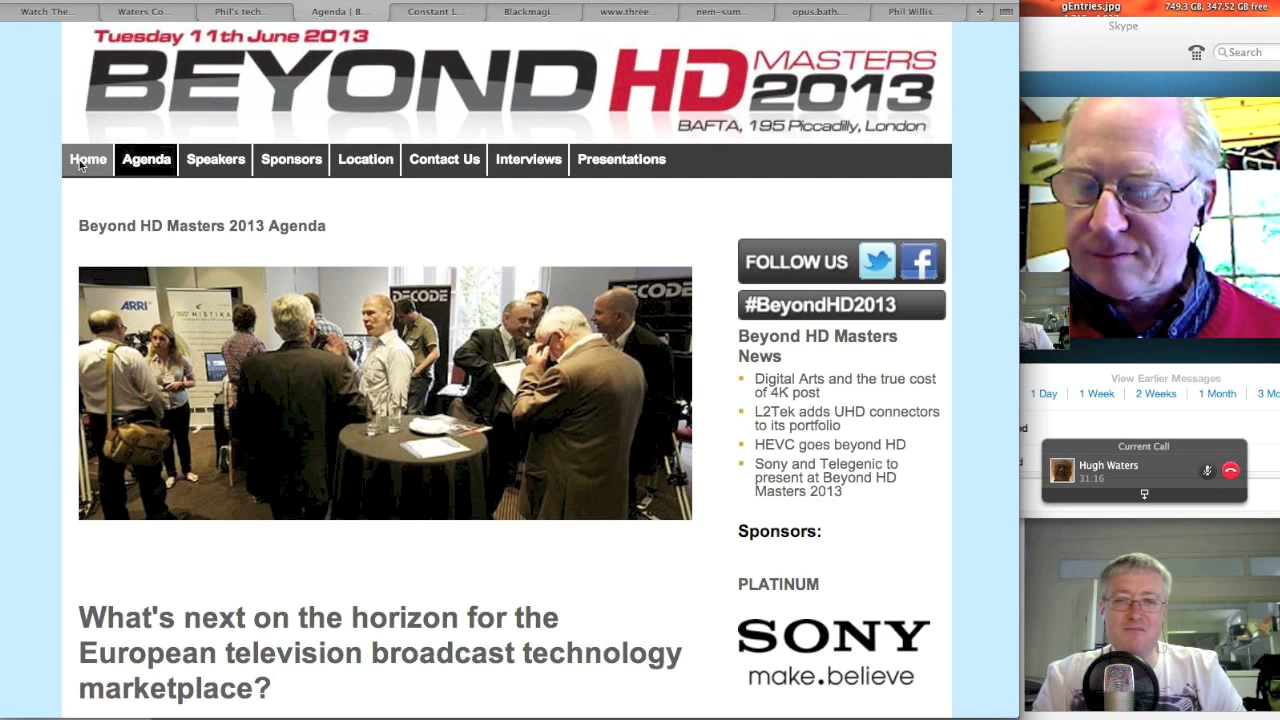 Watch The...
Waters Co...
Phil's tech...
Agenda | B...
Constant L...
Blackmagi...
www.three...
nem-sum...
opus.bath....
Phil Willis...
gEntries.jpg
749.3 GB, 347.52 GB free
Skype
Search
Tuesday 11th June 2013
BEYOND HD MASTERS 2013
BAFTA, 195 Piccadilly, London
Home
Agenda
Speakers
Sponsors
Location
Contact Us
Interviews
Presentations
Beyond HD Masters 2013 Agenda
ARRI
MISTIKA
DECODE
ECODE
FOLLOW US
#BeyondHD2013
Beyond HD Masters
News
Digital Arts and the true cost
of 4K post
L2Tek adds UHD connectors
to its portfolio
HEVC goes beyond HD
Sony and Telegenic to
present at Beyond HD
Masters 2013
Sponsors:
PLATINUM
SONY
make.believe
What's next on the horizon for the
European television broadcast technology
marketplace?
View Earlier Messages
1 Day
1 Week
2 Weeks
1 Month
3 Mo
Current Call
Hugh Waters
31:16